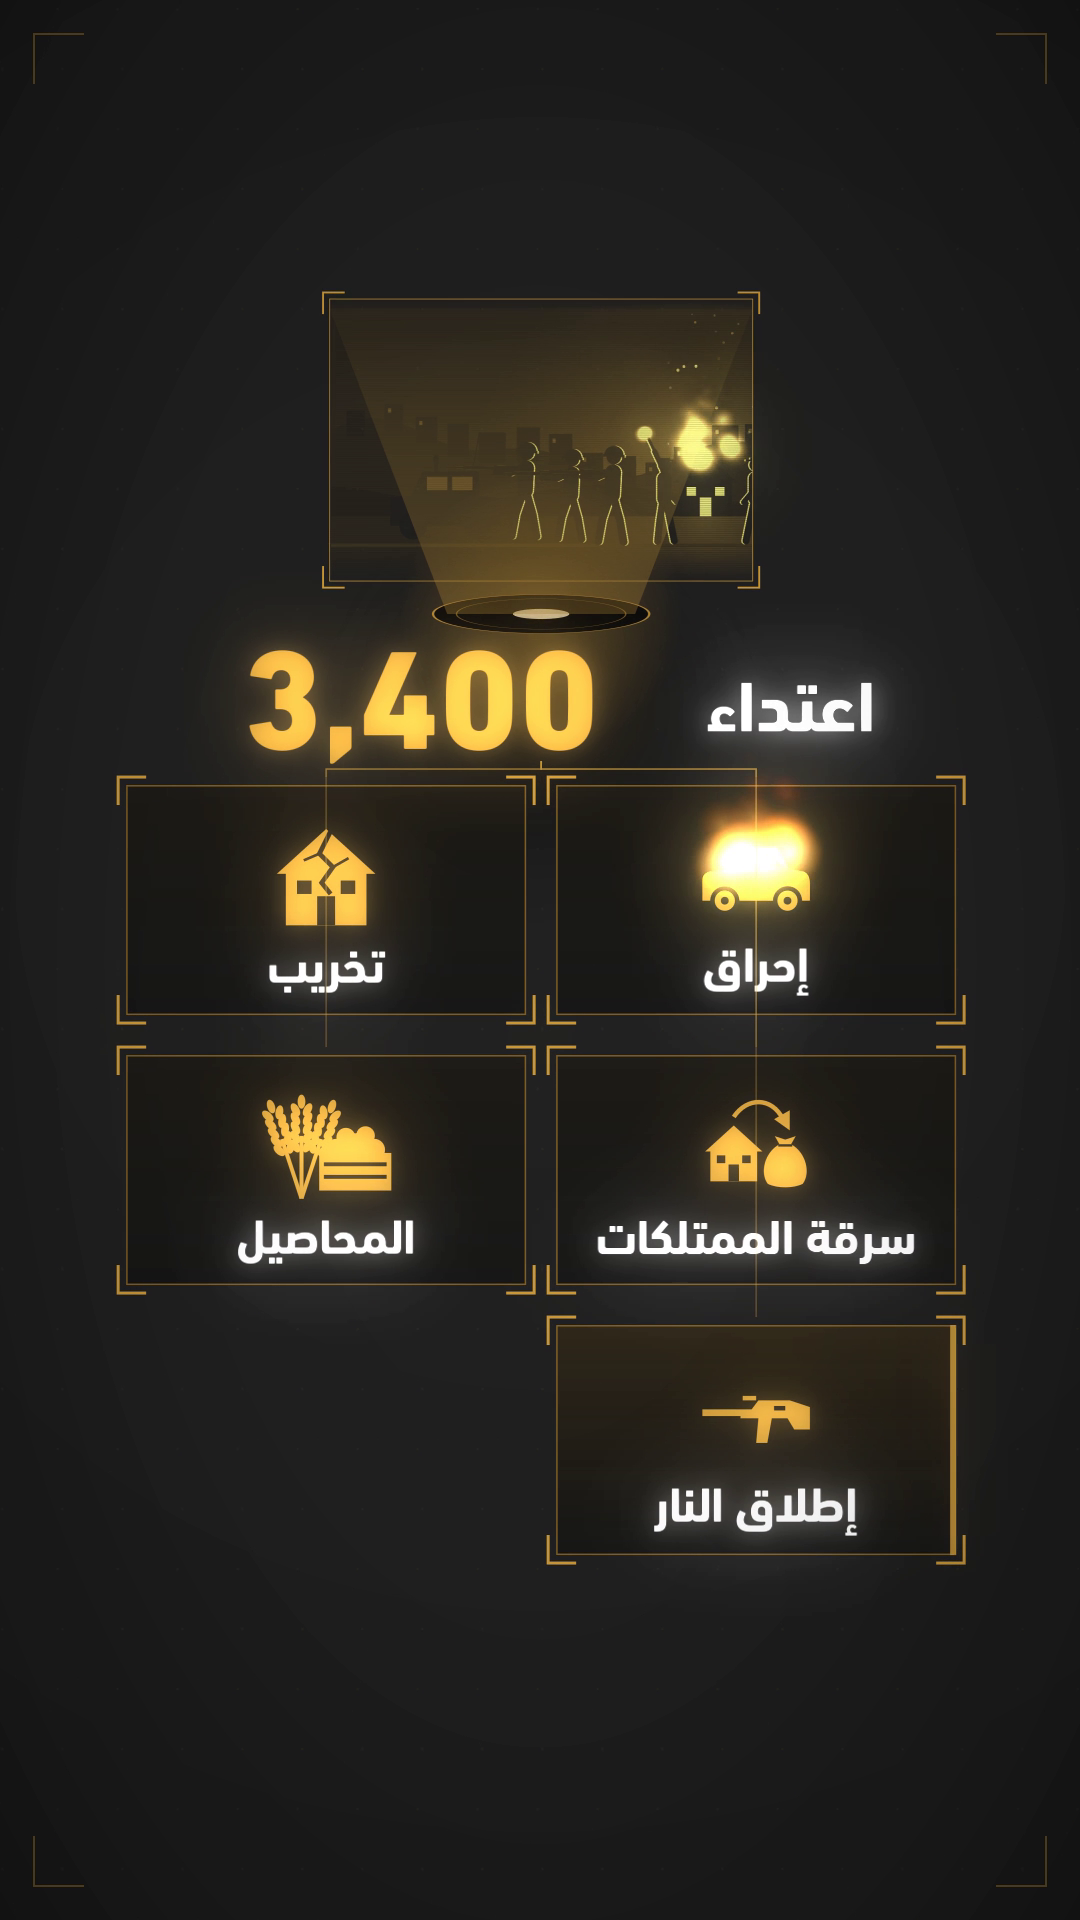 اعتداء 3,400
إحراق
تخريب
سرقة الممتلكات
المحاصيل
إطلاق النار